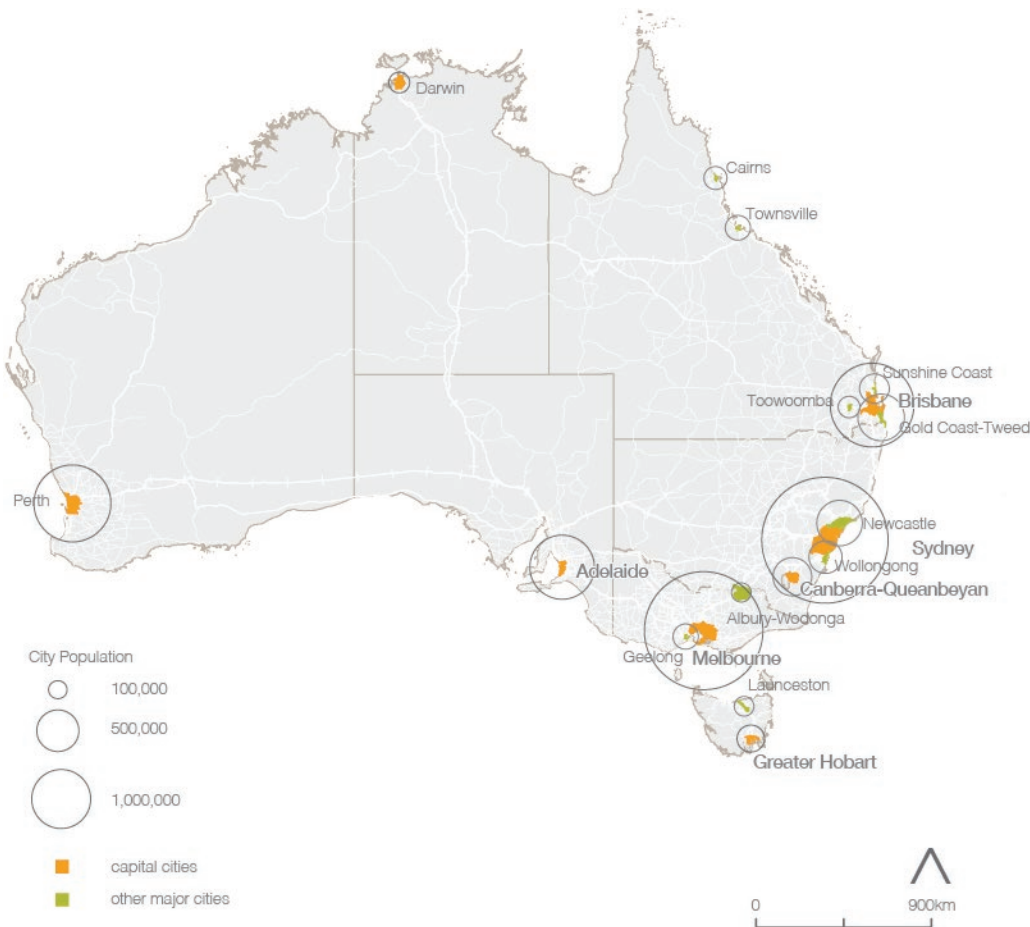 Darwin
Cairns
Townsville
Sunshine Coast
Toowoomba
Brisbane
Gold Coast-Tweed
Perth
Newcastle
Sydney
Wollongong
Adelaide
Canberra-Queanbeyan
Albury-Wodonga
Geelong
Melbourne
Launceston
Greater Hobart
City Population
100,000
500,000
1,000,000
capital cities
other major cities
0
900km